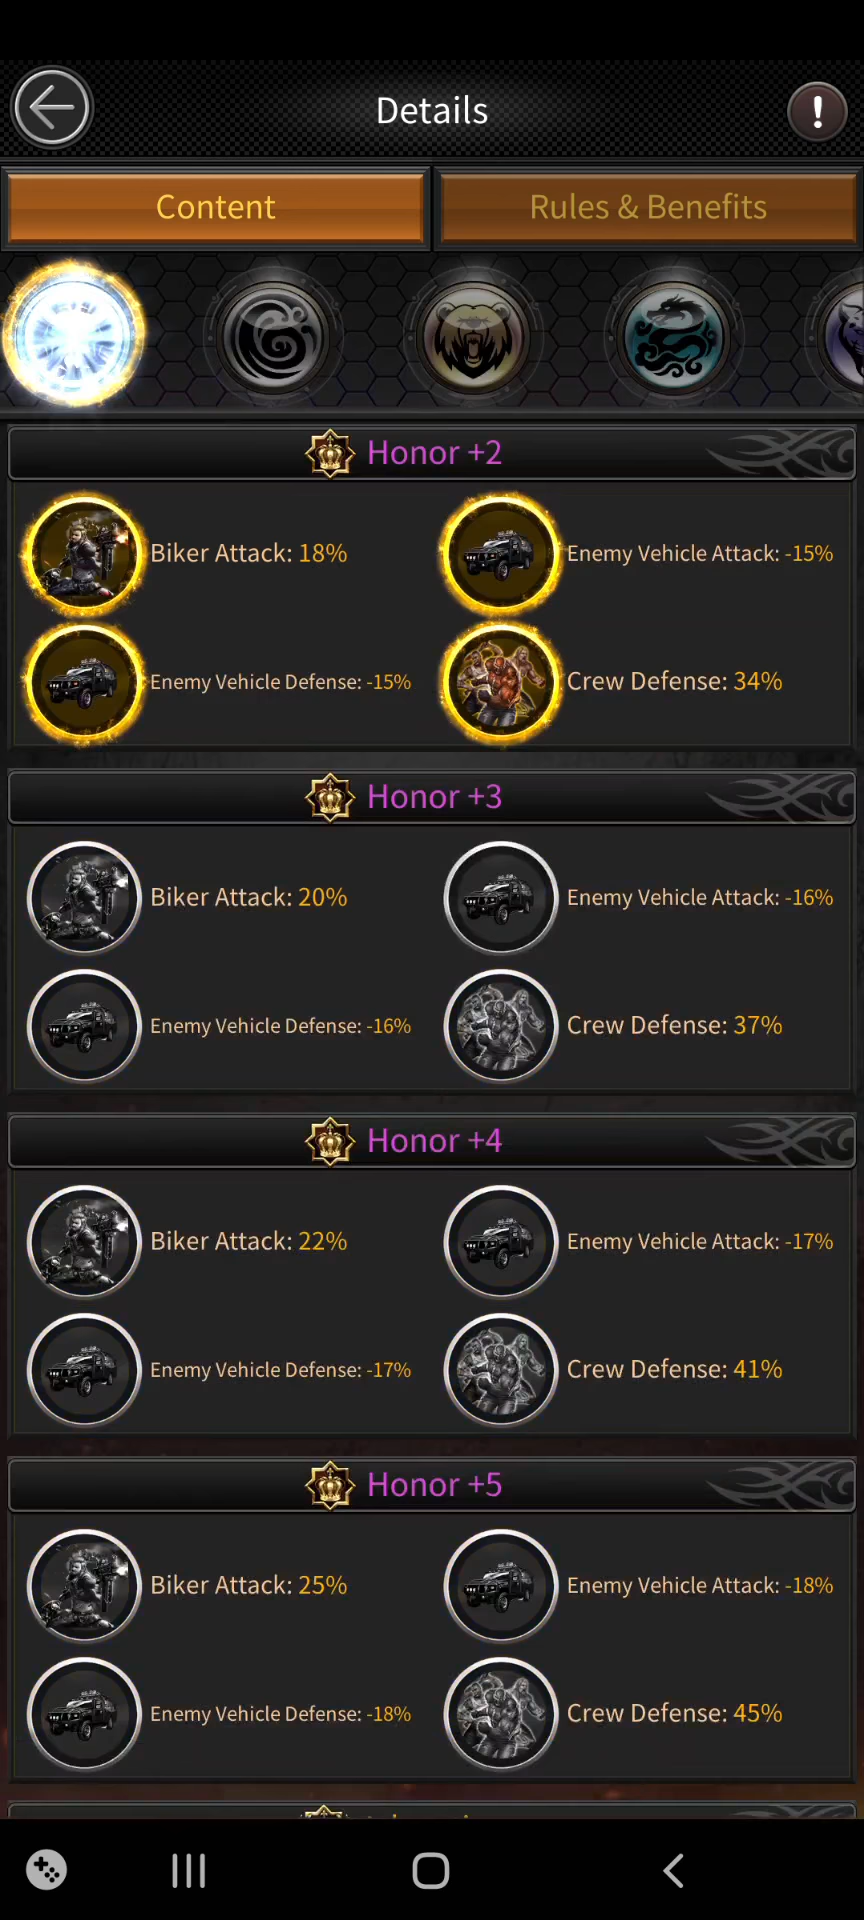 Details
Content
Rules & Benefits
Honor +2
Biker Attack: 18%
Enemy Vehicle Attack: -15%
Enemy Vehicle Defense: -15%
Crew Defense: 34%
Honor +3
Biker Attack: 20%
Enemy Vehicle Attack: -16%
Enemy Vehicle Defense: -16%
Crew Defense: 37%
Honor +4
Biker Attack: 22%
Enemy Vehicle Attack: -17%
Enemy Vehicle Defense: -17%
Crew Defense: 41%
Honor +5
Biker Attack: 25%
Enemy Vehicle Attack: -18%
Enemy Vehicle Defense: -18%
Crew Defense: 45%